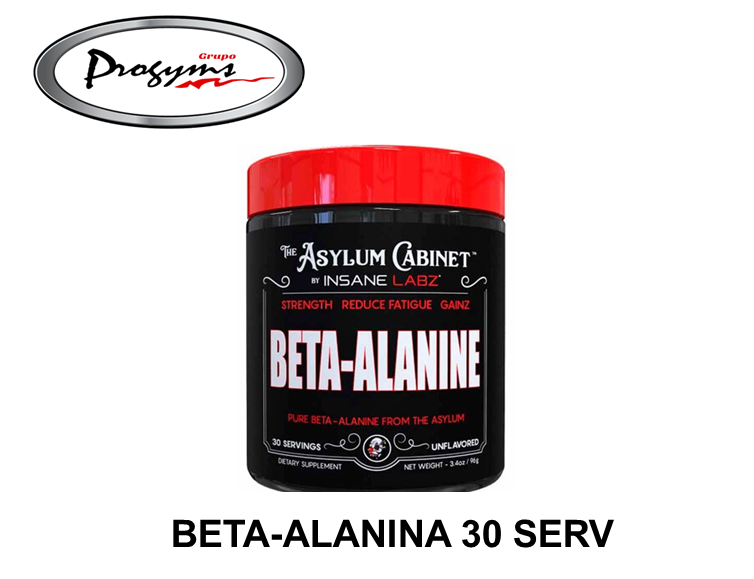 Grupo
Progyms
THE ASYLUM CABINET™
BY INSANE LABZ®
STRENGTH REDUCE FATIGUE GAINZ
BETA-ALANINE
PURE BETA-ALANINE FROM THE ASYLUM
30 SERVINGS UNFLAVORED
DIETARY SUPPLEMENT NET WEIGHT - 3.4oz / 96g
BETA-ALANINA 30 SERV